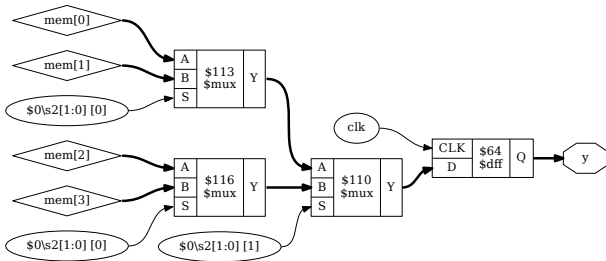 mem[0]
mem[1]
$0\s2[1:0] [0]
A
B
S
$113
$mux
Y
mem[2]
mem[3]
$0\s2[1:0] [0]
A
B
S
$116
$mux
Y
$0\s2[1:0] [1]
A
B
S
$110
$mux
Y
clk
CLK
D
$64
$dff
Q
y